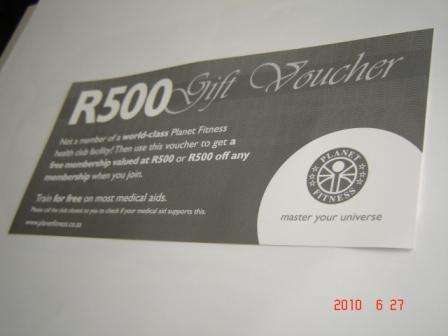 R500 Gift Voucher
Not a member of a world-class Planet Fitness
health club facility? Then use this voucher to get a
free membership valued at R500 or R500 off any
membership when you join.
Train for free on most medical aids.
Please call the club closest to you to check if your medical aid supports this.
www.planetfitness.co.za
PLANET
FITNESS
master your universe
2010 6 27